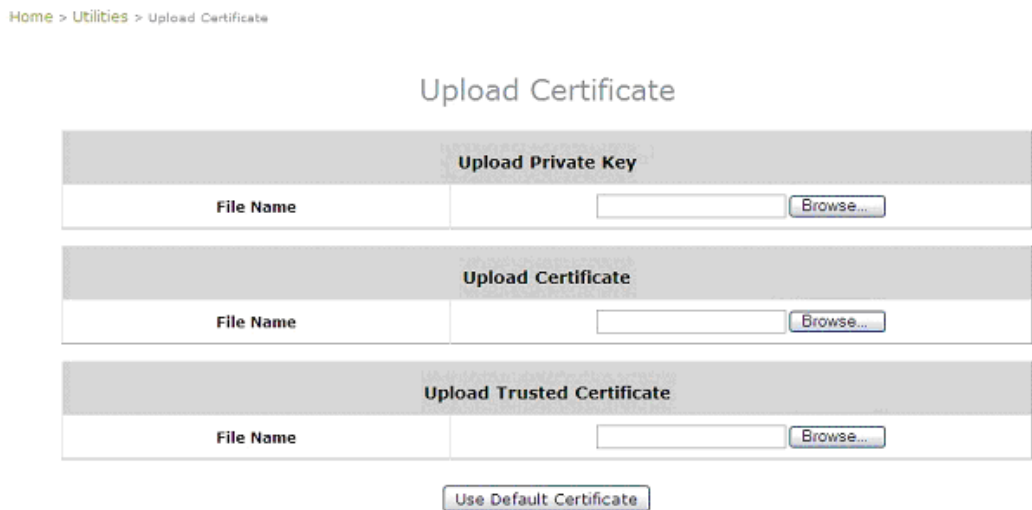 Home > Utilities > Upload Certificate
Upload Certificate
Upload Private Key
File Name Browse...
Upload Certificate
File Name Browse...
Upload Trusted Certificate
File Name Browse...
Use Default Certificate